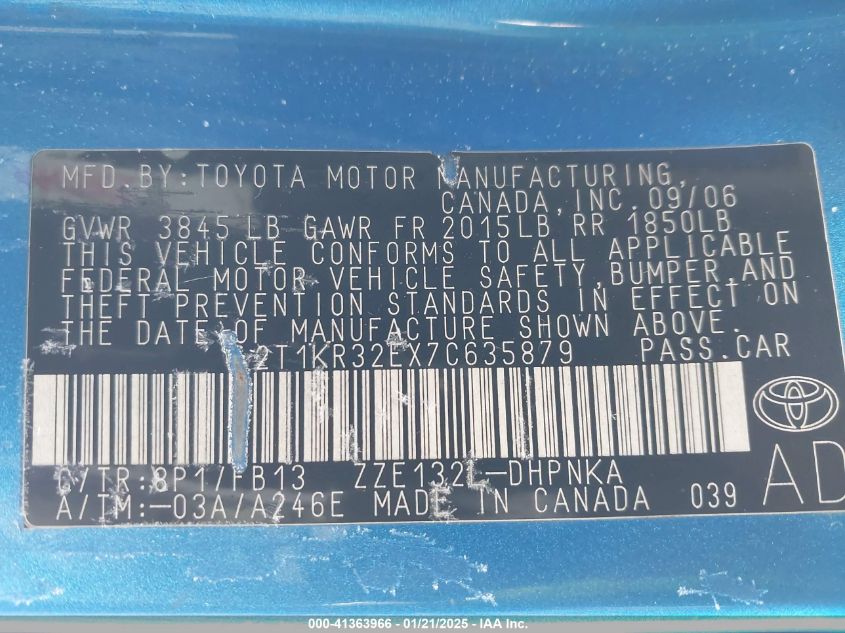 MFD. BY: TOYOTA MOTOR MANUFACTURING,
CANADA, INC. 09/06
GVWR 3845 LB GAWR FR 2015LB RR 1850LB
THIS VEHICLE CONFORMS TO ALL APPLICABLE
FEDERAL MOTOR VEHICLE SAFETY, BUMPER, AND
THEFT PREVENTION STANDARDS IN EFFECT ON
THE DATE OF MANUFACTURE SHOWN ABOVE.
2T1KR32EX7C635879 PASS. CAR
C/TR: 8P1/FB13 ZZE132L-DHPNKA
A/TM:-03A/A246E MADE IN CANADA 039 AD
000-41363966 - 01/21/2025 - IAA Inc.